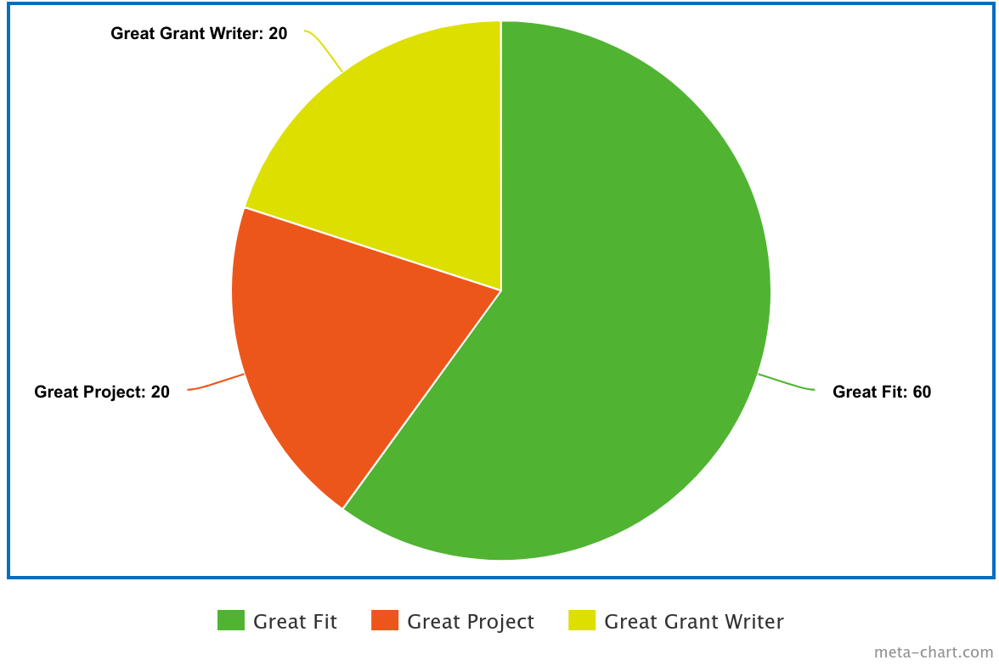 Great Grant Writer: 20
Great Project: 20
Great Fit: 60
Great Fit
Great Project
Great Grant Writer
meta-chart.com